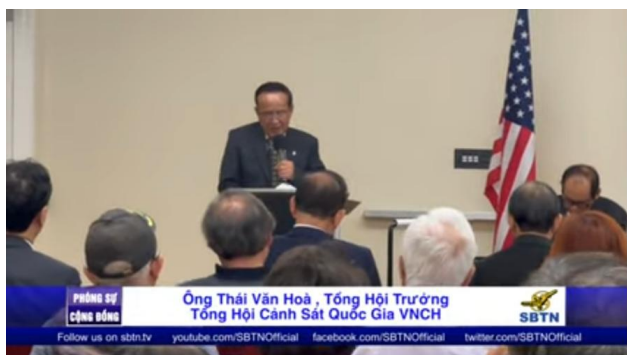 PHÓNG SỰ
CỘNG ĐỒNG
Ông Thái Văn Hoà , Tổng Hội Trưởng
Tổng Hội Cảnh Sát Quốc Gia VNCH
SBTN
Follow us on sbtn.tv youtube.com/SBTNOfficial facebook.com/SBTNOfficial twitter.com/SBTNOfficial